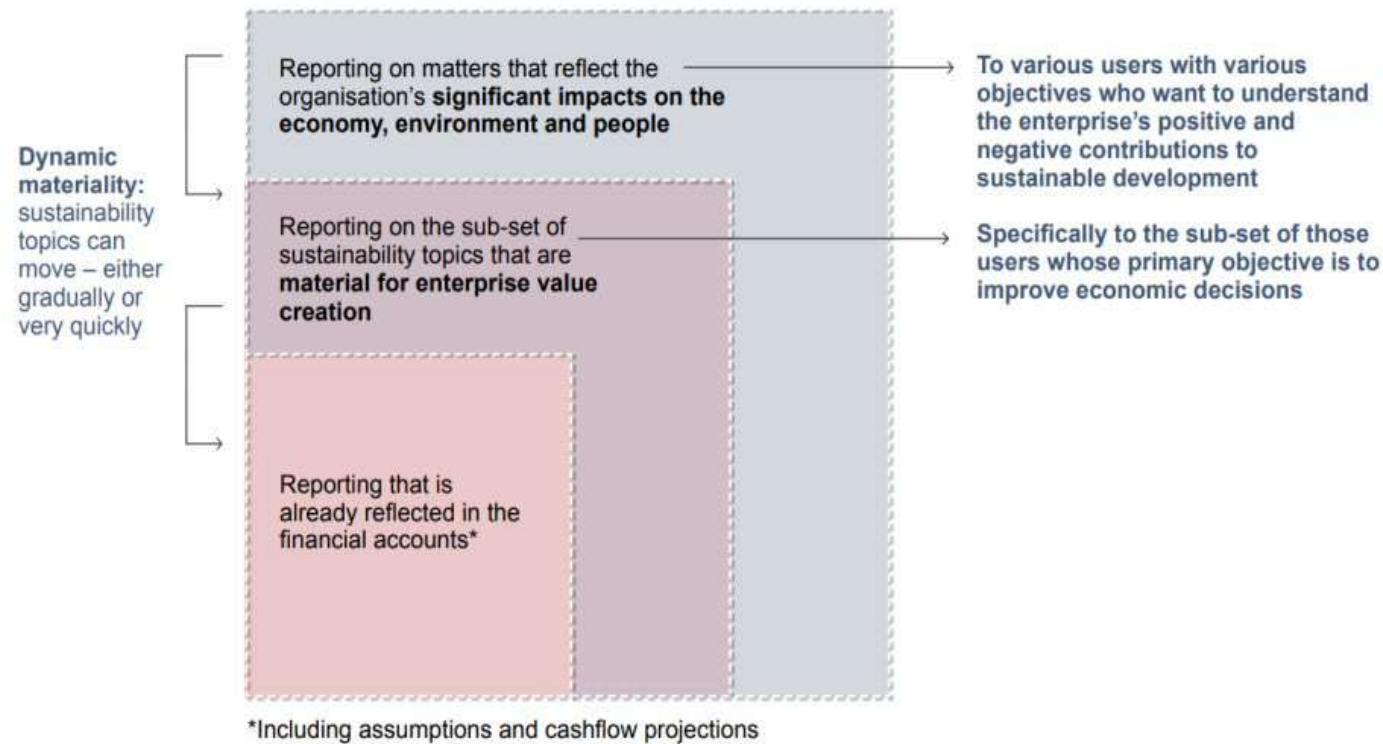 Dynamic
materiality:
sustainability
topics can
move – either
gradually or
very quickly
Reporting on matters that reflect the
organisation’s significant impacts on the
economy, environment and people
To various users with various
objectives who want to understand
the enterprise’s positive and
negative contributions to
sustainable development
Reporting on the sub-set of
sustainability topics that are
material for enterprise value
creation
Specifically to the sub-set of those
users whose primary objective is to
improve economic decisions
Reporting that is
already reflected in the
financial accounts*
*Including assumptions and cashflow projections